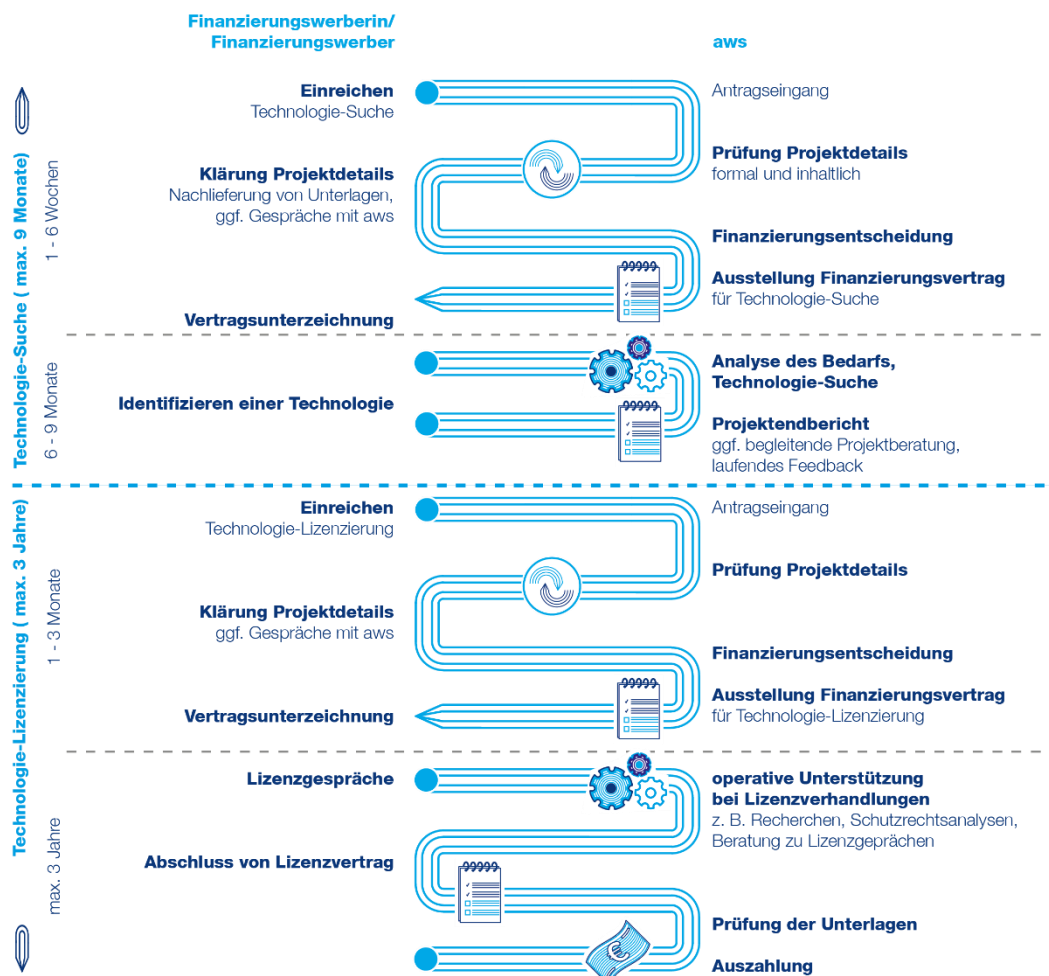 Finanzierungswerberin/
Finanzierungswerber
aws
Technologie-Suche ( max. 9 Monate)
1 - 6 Wochen
Einreichen
Technologie-Suche
Antragseingang
Prüfung Projektdetails
formal und inhaltlich
Klärung Projektdetails
Nachlieferung von Unterlagen,
ggf. Gespräche mit aws
Finanzierungsentscheidung
Ausstellung Finanzierungsvertrag
für Technologie-Suche
Vertragsunterzeichnung
6 - 9 Monate
Analyse des Bedarfs,
Technologie-Suche
Identifizieren einer Technologie
Projektendbericht
ggf. begleitende Projektberatung,
laufendes Feedback
Technologie-Lizenzierung ( max. 3 Jahre)
1 - 3 Monate
Einreichen
Technologie-Lizenzierung
Antragseingang
Prüfung Projektdetails
Klärung Projektdetails
ggf. Gespräche mit aws
Finanzierungsentscheidung
Ausstellung Finanzierungsvertrag
für Technologie-Lizenzierung
Vertragsunterzeichnung
max. 3 Jahre
Lizenzgespräche
operative Unterstützung
bei Lizenzverhandlungen
z. B. Recherchen, Schutzrechtsanalysen,
Beratung zu Lizenzgeprächen
Abschluss von Lizenzvertrag
Prüfung der Unterlagen
€
Auszahlung